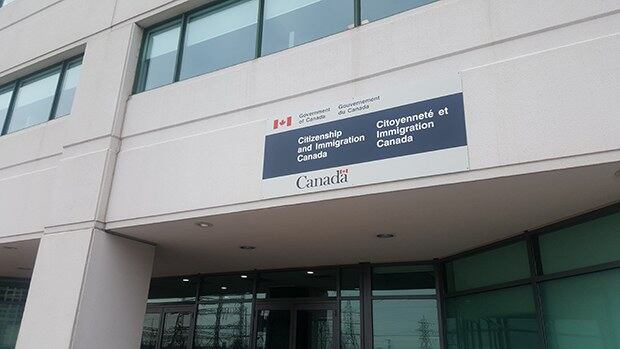 Government
of Canada
Gouvernement
du Canada
Citizenship
and Immigration
Canada
Citoyenneté et
Immigration
Canada
Canada